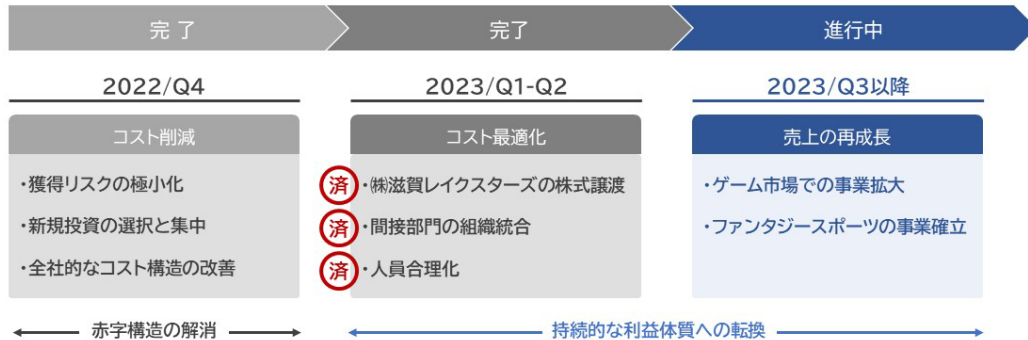 完 了
完了
進行中
2022/Q4
2023/Q1-Q2
2023/Q3以降
コスト削減
・獲得リスクの極小化
・新規投資の選択と集中
・全社的なコスト構造の改善
コスト最適化
済・㈱滋賀レイクスターズの株式譲渡
済・間接部門の組織統合
済・人員合理化
売上の再成長
・ゲーム市場での事業拡大
・ファンタジースポーツの事業確立
赤字構造の解消
持続的な利益体質への転換